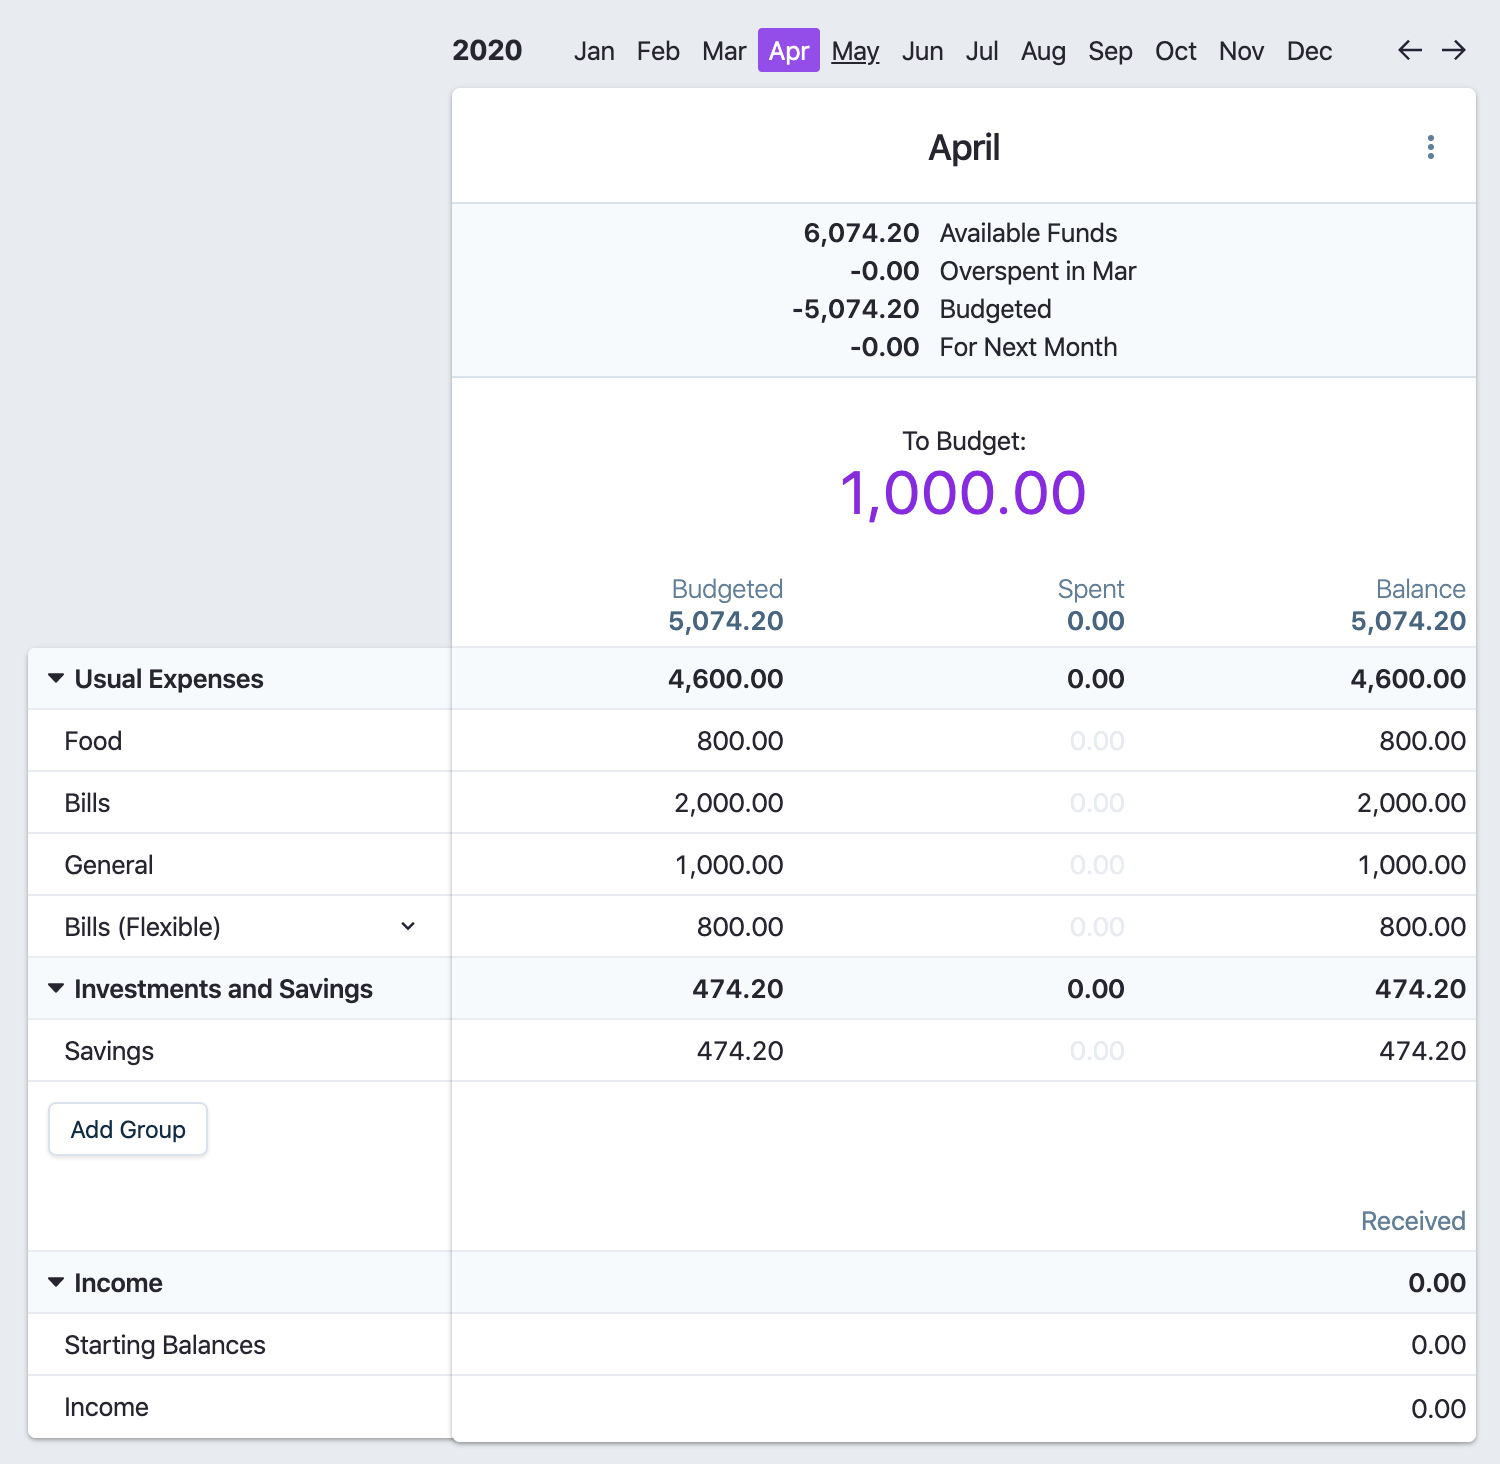 2020 Jan Feb Mar Apr May Jun Jul Aug Sep Oct Nov Dec
April
6,074.20 Available Funds
-0.00 Overspent in Mar
-5,074.20 Budgeted
-0.00 For Next Month
To Budget:
1,000.00
Budgeted Spent Balance
5,074.20 0.00 5,074.20
Usual Expenses 4,600.00 0.00 4,600.00
Food 800.00 0.00 800.00
Bills 2,000.00 0.00 2,000.00
General 1,000.00 0.00 1,000.00
Bills (Flexible) 800.00 0.00 800.00
Investments and Savings 474.20 0.00 474.20
Savings 474.20 0.00 474.20
Add Group
Received
Income 0.00
Starting Balances 0.00
Income 0.00